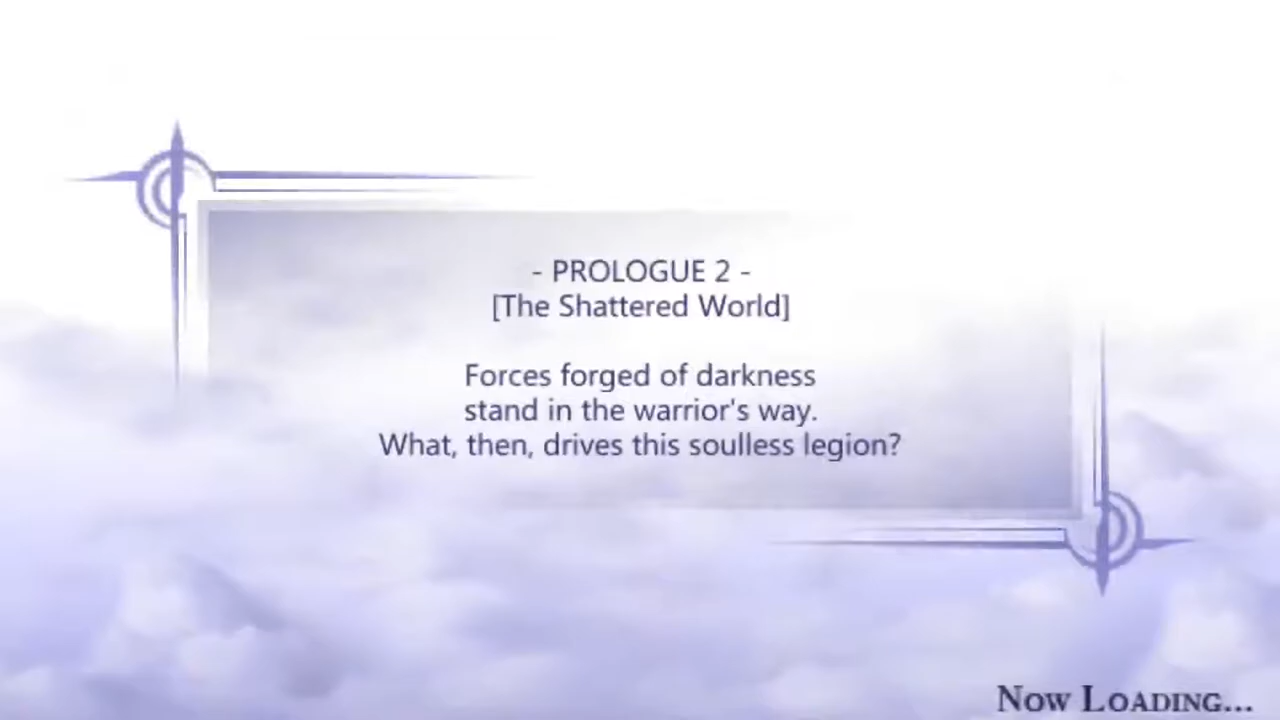 - PROLOGUE 2 -
[The Shattered World]
Forces forged of darkness
stand in the warrior's way.
What, then, drives this soulless legion?
Now Loading...